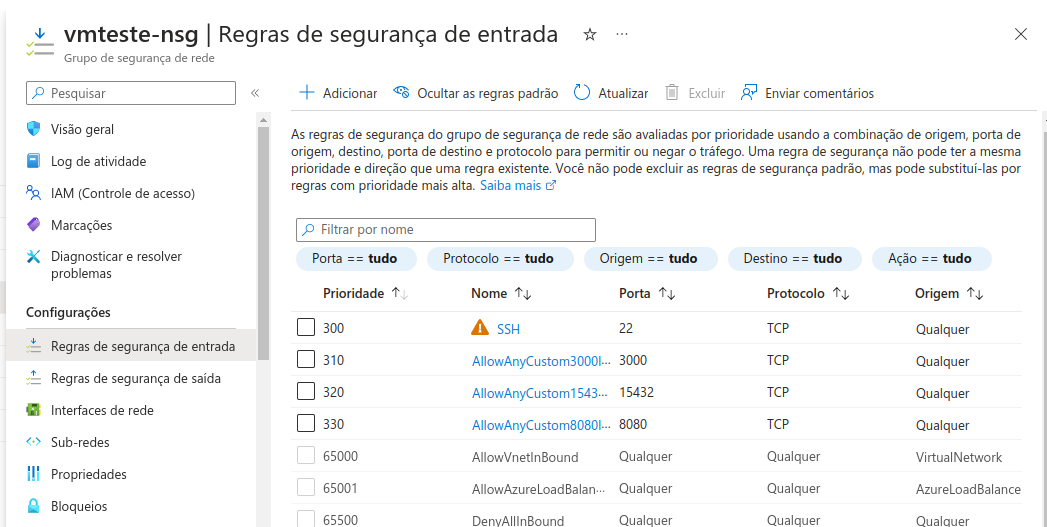 vmteste-nsg | Regras de segurança de entrada
Grupo de segurança de rede
Pesquisar
Visão geral
Log de atividade
IAM (Controle de acesso)
Marcações
Diagnosticar e resolver
problemas
Configurações
Regras de segurança de entrada
Regras de segurança de saída
Interfaces de rede
Sub-redes
Propriedades
Bloqueios
Adicionar Ocultar as regras padrão Atualizar Excluir Enviar comentários
As regras de segurança do grupo de segurança de rede são avaliadas por prioridade usando a combinação de origem, porta de
origem, destino, porta de destino e protocolo para permitir ou negar o tráfego. Uma regra de segurança não pode ter a mesma
prioridade e direção que uma regra existente. Você não pode excluir as regras de segurança padrão, mas pode substituí-las por
regras com prioridade mais alta. Saiba mais
Filtrar por nome
Porta == tudo Protocolo == tudo Origem == tudo Destino == tudo Ação == tudo
Prioridade Nome Porta Protocolo Origem
300 SSH 22 TCP Qualquer
310 AllowAnyCustom3000I... 3000 TCP Qualquer
320 AllowAnyCustom1543... 15432 TCP Qualquer
330 AllowAnyCustom8080I... 8080 TCP Qualquer
65000 AllowVnetInBound Qualquer Qualquer VirtualNetwork
65001 AllowAzureLoadBalan... Qualquer Qualquer AzureLoadBalance
65500 DenyAllInBound Qualquer Qualquer Qualquer